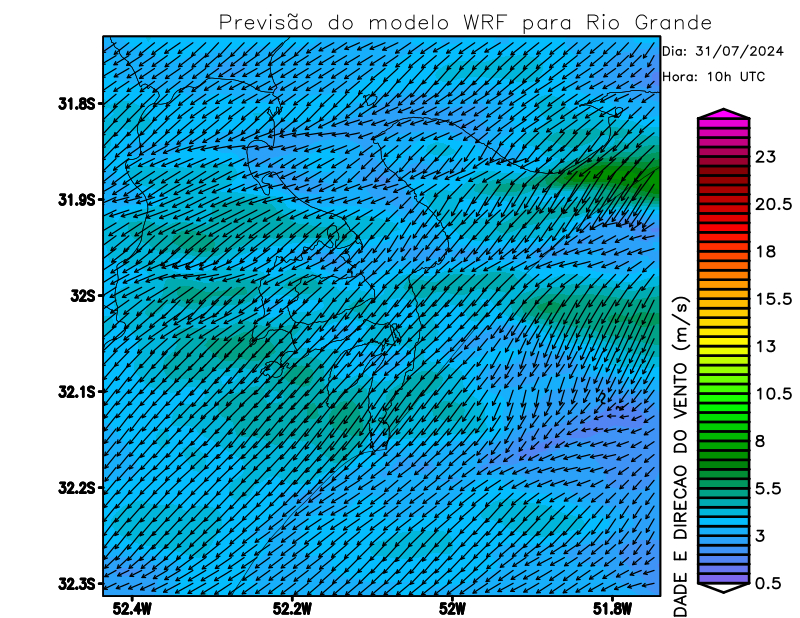 Previsão do modelo WRF para Rio Grande
Dia: 31/07/2024
Hora: 10h UTC
31.8S
31.9S
32S
32.1S
32.2S
32.3S
52.4W
52.2W
52W
51.8W
23
20.5
18
15.5
13
10.5
8
5.5
3
0.5
DADE E DIRECAO DO VENTO (m/s)